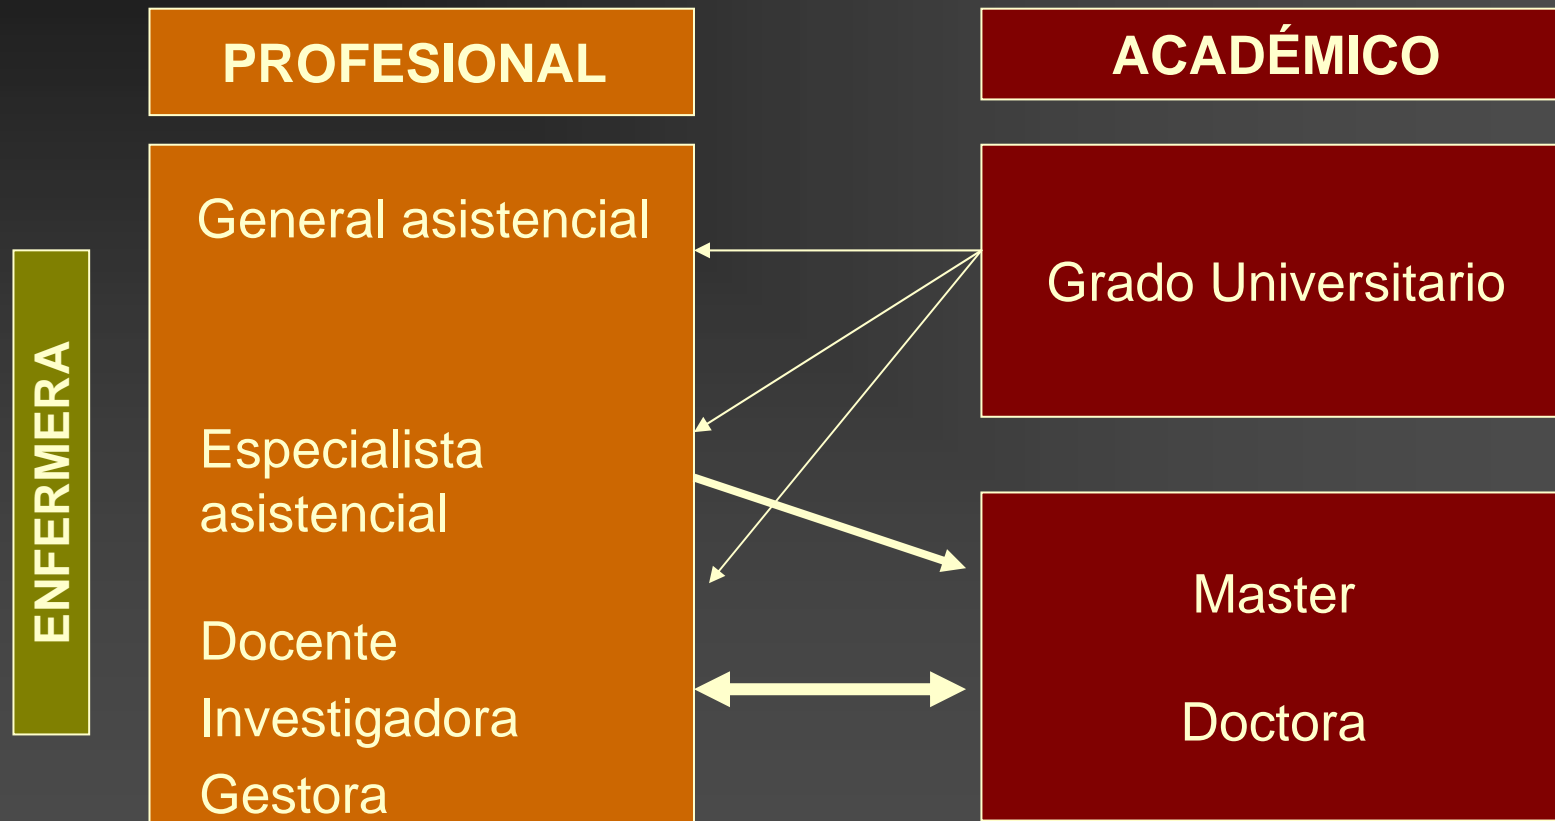 PROFESIONAL
ACADÉMICO
ENFERMERA
General asistencial
Especialista
asistencial
Docente
Investigadora
Gestora
Grado Universitario
Master
Doctora